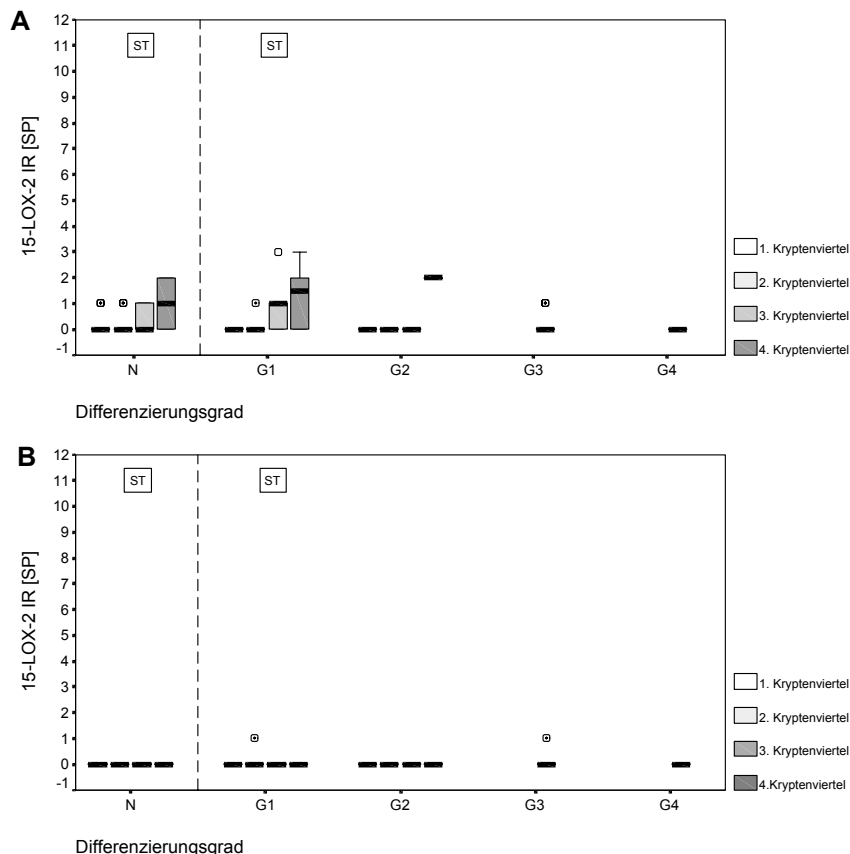 A
ST
ST
12
11
10
9
8
7
6
5
4
3
2
1
0
-1
15-LOX-2 IR [SP]
N
G1
G2
G3
G4
Differenzierungsgrad
1. Kryptenviertel
2. Kryptenviertel
3. Kryptenviertel
4. Kryptenviertel
B
ST
ST
12
11
10
9
8
7
6
5
4
3
2
1
0
-1
15-LOX-2 IR [SP]
N
G1
G2
G3
G4
Differenzierungsgrad
1. Kryptenviertel
2. Kryptenviertel
3. Kryptenviertel
4.Kryptenviertel